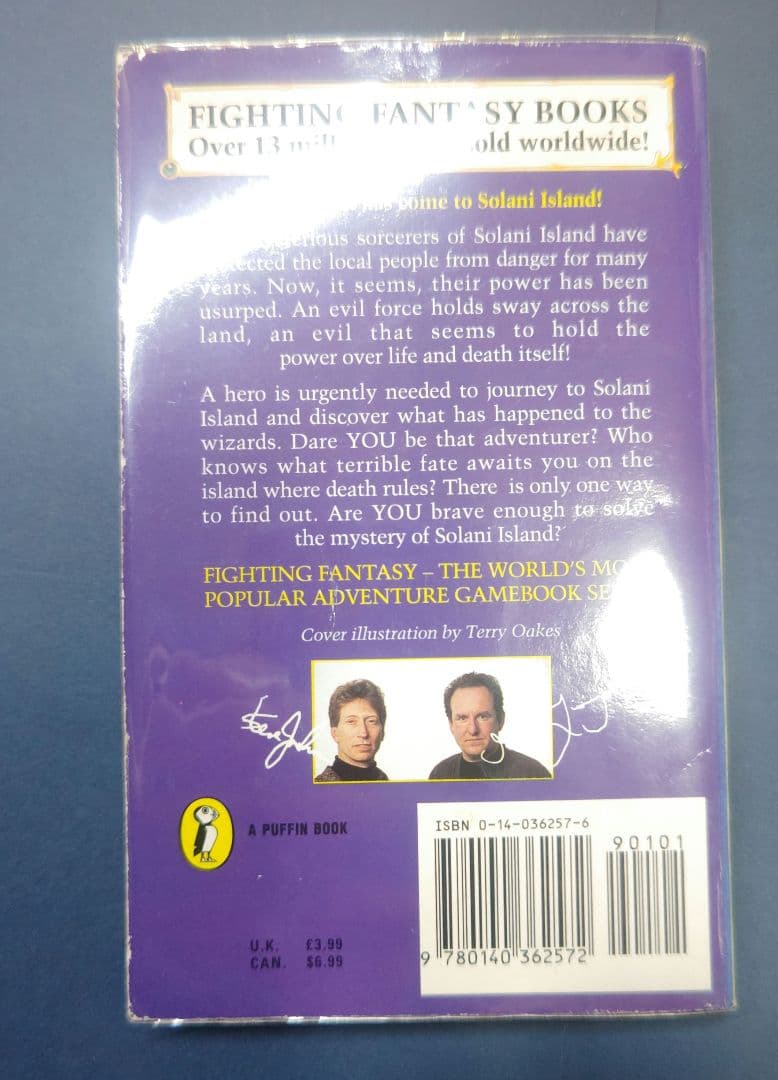 FIGHTING FANTASY BOOKS
Over 13 old worldwide!
come to Solani Island!
sorcerers of Solani Island have
the local people from danger for many
years. Now, it seems, their power has been
usurped. An evil force holds sway across the
land, an evil that seems to hold the
power over life and death itself!
A hero is urgently needed to journey to Solani
Island and discover what has happened to the
wizards. Dare YOU be that adventurer? Who
knows what terrible fate awaits you on the
island where death rules? There is only one way
to find out. Are YOU brave enough to solve
the mystery of Solani Island?
FIGHTING FANTASY – THE WORLD'S MO
POPULAR ADVENTURE GAMEBOOK SE
Cover illustration by Terry Oakes
Steve Jackson
A PUFFIN BOOK
ISBN 0-14-036257-6
90101
9 780140 362572
U.K. £3.99
CAN. $6.99